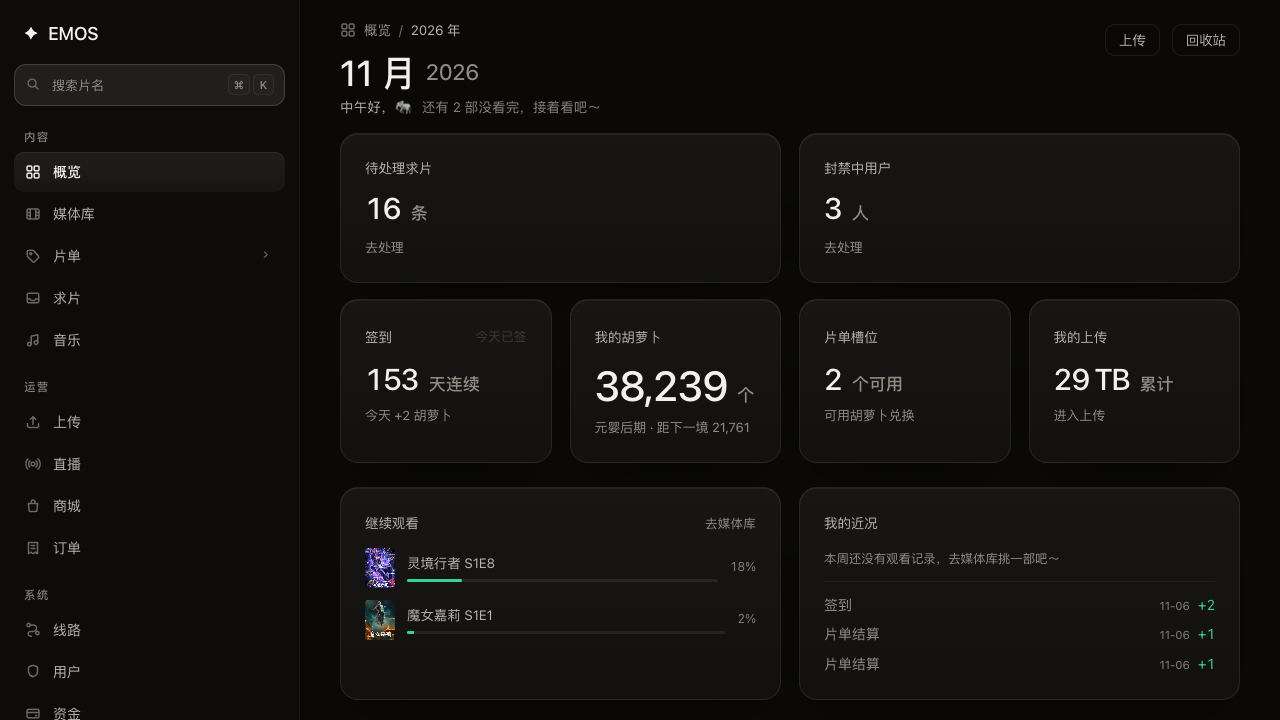 EMOS
搜索片名 ⌘ K
内容
概览
媒体库
片单
求片
音乐
运营
上传
直播
商城
订单
系统
线路
用户
资金
概览 / 2026 年
上传 回收站
11 月 2026
中午好, 还有 2 部没看完，接着看吧～
待处理求片
16 条
去处理
封禁中用户
3 人
去处理
签到 今天已签
153 天连续
今天 +2 胡萝卜
我的胡萝卜
38,239 个
元婴后期 · 距下一境 21,761
片单槽位
2 个可用
可用胡萝卜兑换
我的上传
29 TB 累计
进入上传
继续观看 去媒体库
灵境行者 S1E8 18%
魔女嘉莉 S1E1 2%
我的近况
本周还没有观看记录，去媒体库挑一部吧～
签到 11-06 +2
片单结算 11-06 +1
片单结算 11-06 +1